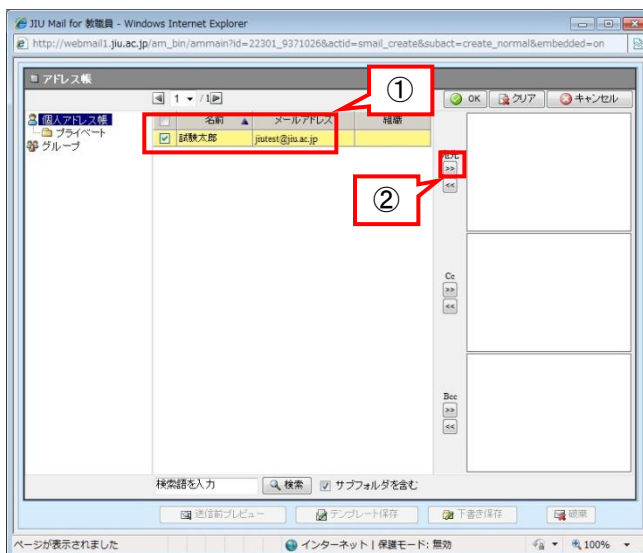 JIU Mail for 教職員 - Windows Internet Explorer
http://webmail1.jiu.ac.jp/am_bin/ammain?id=22301_9371026&actid=smail_create&subact=create_normal&embedded=on
アドレス帳
1 /1
①
OK クリア キャンセル
個人アドレス帳
プライベート
グループ
名前 メールアドレス 組織
試験太郎 jiutest@jiu.ac.jp
宛先
>>
<<
②
Cc
>>
<<
Bcc
>>
<<
検索語を入力 検索 サブフォルダを含む
送信前プレビュー テンプレート保存 下書き保存 破棄
ページが表示されました インターネット | 保護モード: 無効 100%